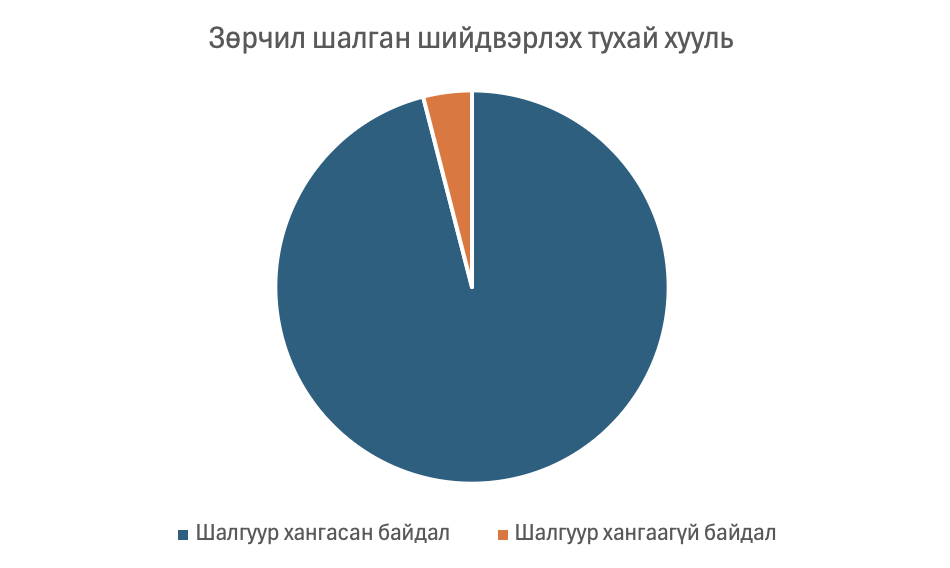 Зөрчил шалган шийдвэрлэх тухай хууль
Шалгуур хангасан байдал
Шалгуур хангаагүй байдал